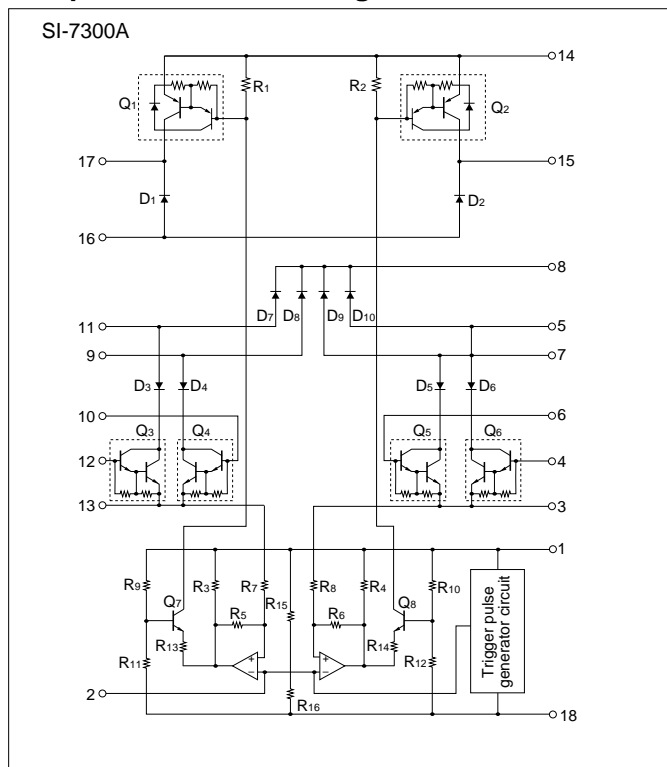 SI-7300A
14
R1
R2
Q1
Q2
17
15
D1
D2
16
8
D7
D8
D9
D10
11
5
9
7
D3
D4
D5
D6
10
6
Q3
Q4
Q5
Q6
12
4
13
3
1
R9
Q7
R3
R7
R15
R8
R4
Q8
R10
R5
R6
R13
R14
R11
R12
+
−
+
−
Trigger pulse
generator circuit
2
R16
18